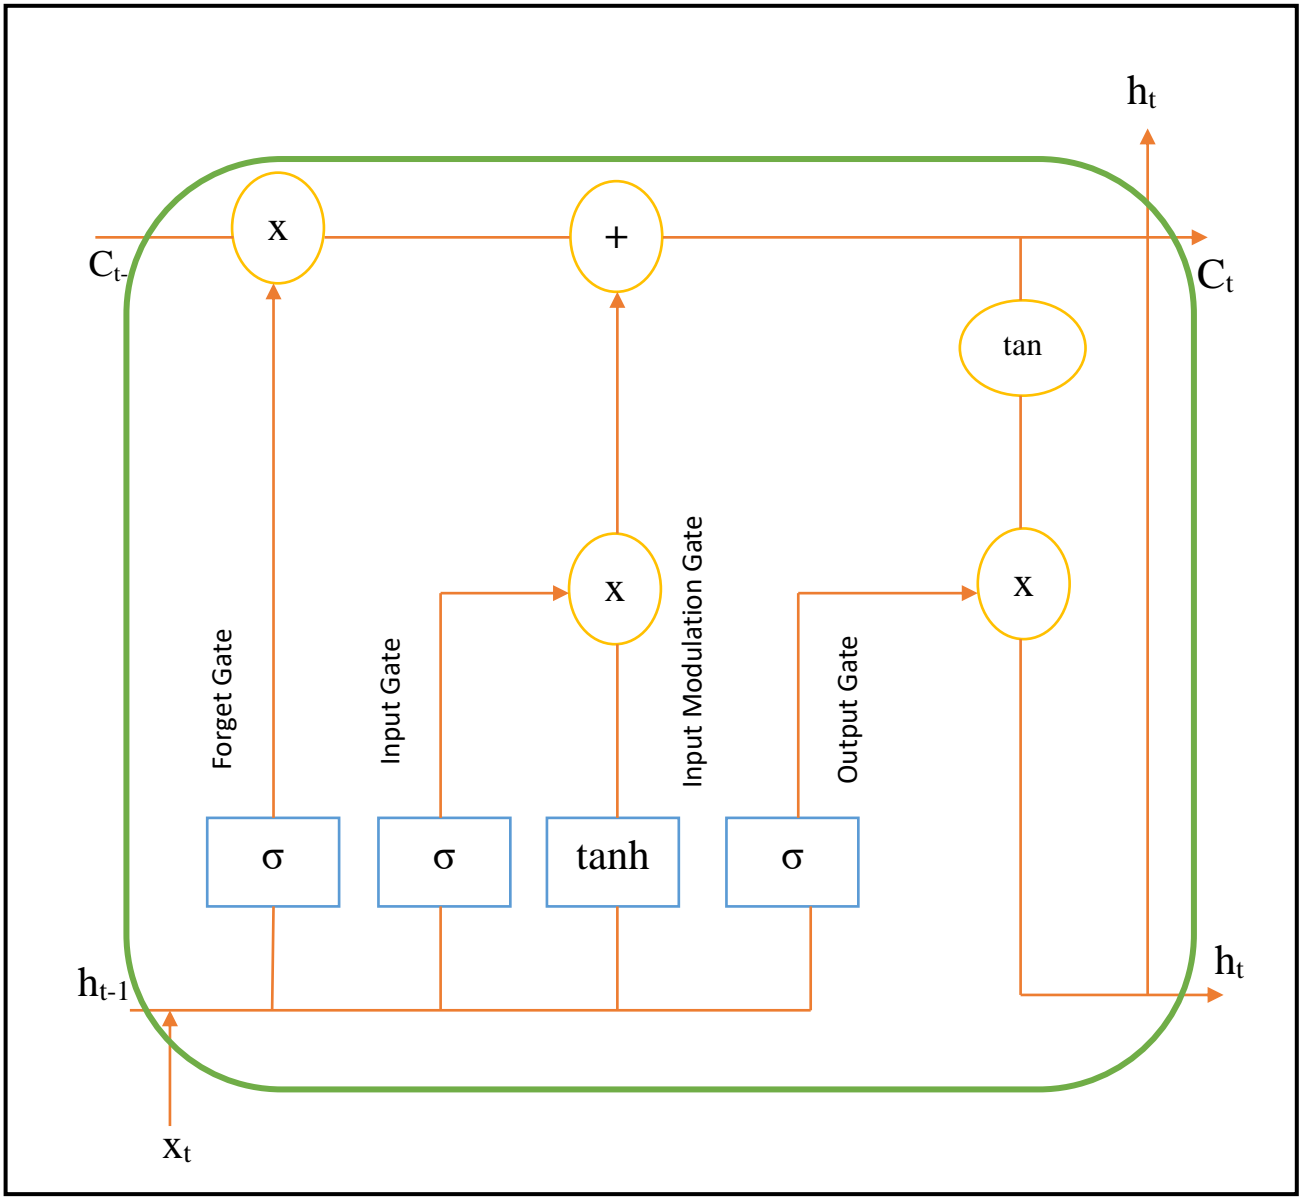 ht
x
+
Ct-
Ct
tan
x
x
Forget Gate
Input Gate
Input Modulation Gate
Output Gate
σ
σ
tanh
σ
ht-1
ht
xt